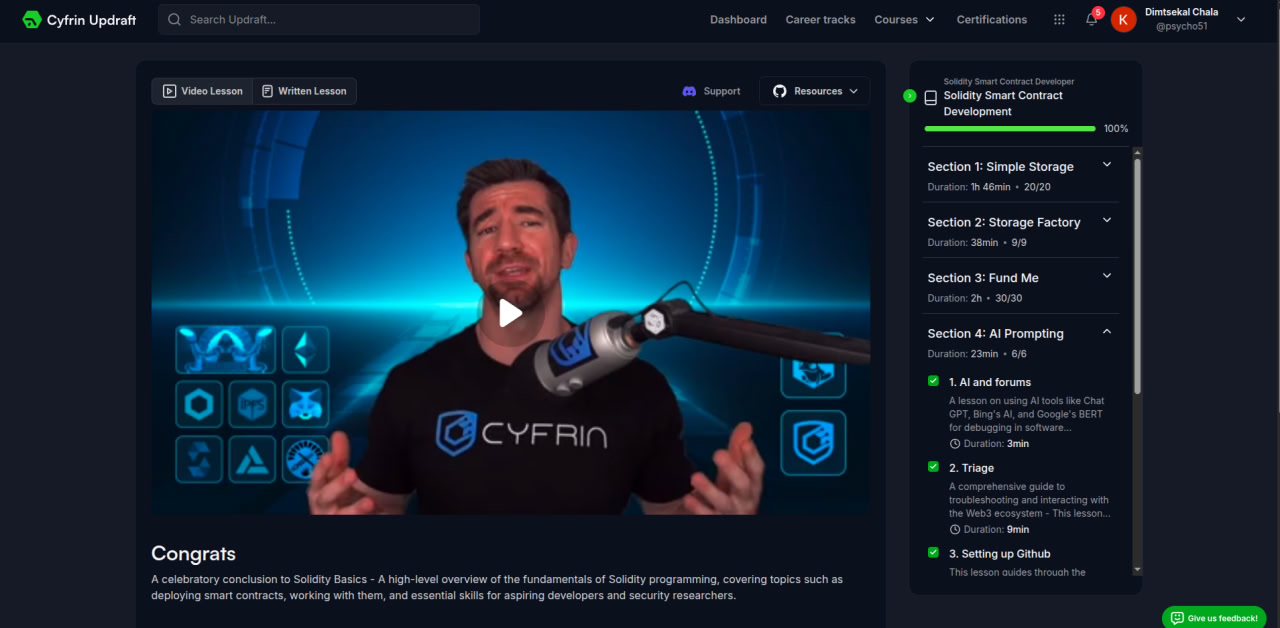 Cyfrin Updraft
Search Updraft...
Dashboard
Career tracks
Courses
Certifications
5
K
Dimtsekal Chala
@psycho51
Video Lesson
Written Lesson
Support
Resources
CYFRIN
Congrats
A celebratory conclusion to Solidity Basics - A high-level overview of the fundamentals of Solidity programming, covering topics such as
deploying smart contracts, working with them, and essential skills for aspiring developers and security researchers.
Solidity Smart Contract Developer
Solidity Smart Contract
Development
100%
Section 1: Simple Storage
Duration: 1h 46min • 20/20
Section 2: Storage Factory
Duration: 38min • 9/9
Section 3: Fund Me
Duration: 2h • 30/30
Section 4: AI Prompting
Duration: 23min • 6/6
1. AI and forums
A lesson on using AI tools like Chat
GPT, Bing's AI, and Google's BERT
for debugging in software...
Duration: 3min
2. Triage
A comprehensive guide to
troubleshooting and interacting with
the Web3 ecosystem - This lesson...
Duration: 9min
3. Setting up Github
This lesson guides through the
Give us feedback!